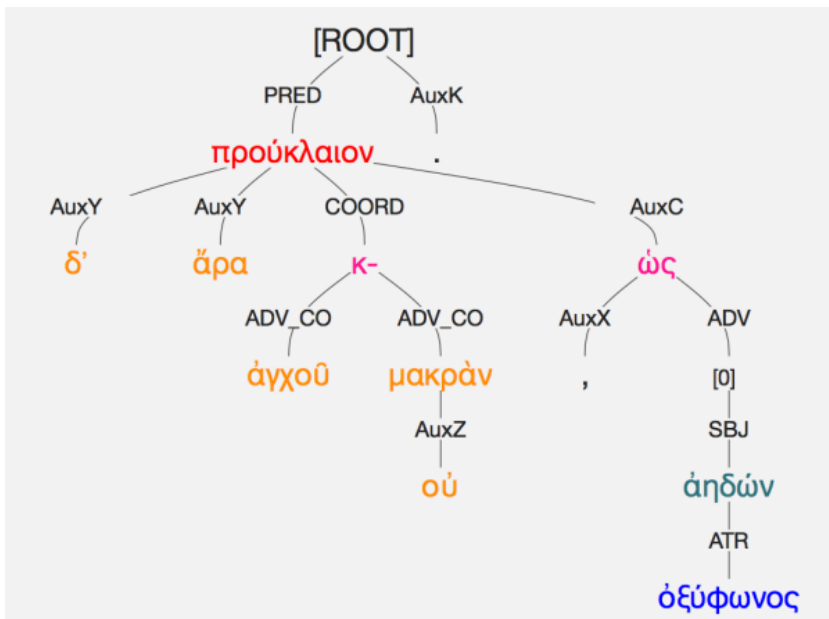 [ROOT]
PRED AuxK
προύκλαιον .
AuxY AuxY COORD AuxC
δ’ ἄρα κ- ὡς
ADV_CO ADV_CO AuxX ADV
ἀγχοῦ μακρὰν , [0]
AuxZ SBJ
οὐ ἀηδών
ATR
ὀξύφωνος